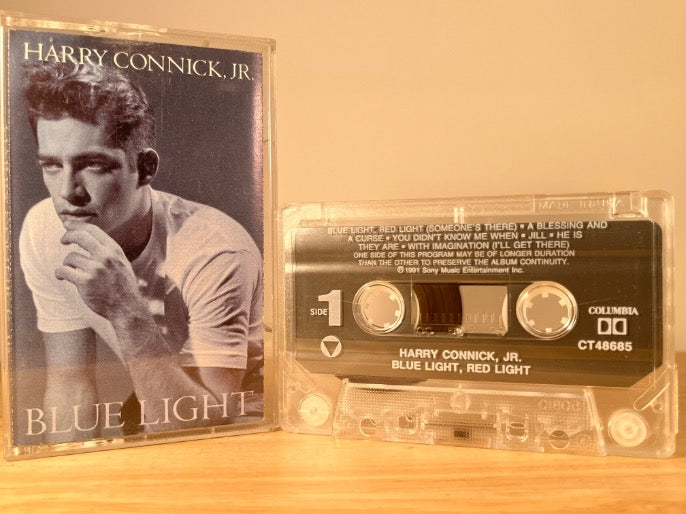 HARRY CONNICK, JR.
BLUE LIGHT
MADE IN U.S.A.
BLUE LIGHT, RED LIGHT (SOMEONE'S THERE) • A BLESSING AND
A CURSE • YOU DIDN'T KNOW ME WHEN • JILL • HE IS
THEY ARE • WITH IMAGINATION (I'LL GET THERE)
ONE SIDE OF THIS PROGRAM MAY BE OF LONGER DURATION
THAN THE OTHER TO PRESERVE THE ALBUM CONTINUITY.
℗ 1991 Sony Music Entertainment Inc.
SIDE 1
COLUMBIA
CT48685
HARRY CONNICK, JR.
BLUE LIGHT, RED LIGHT